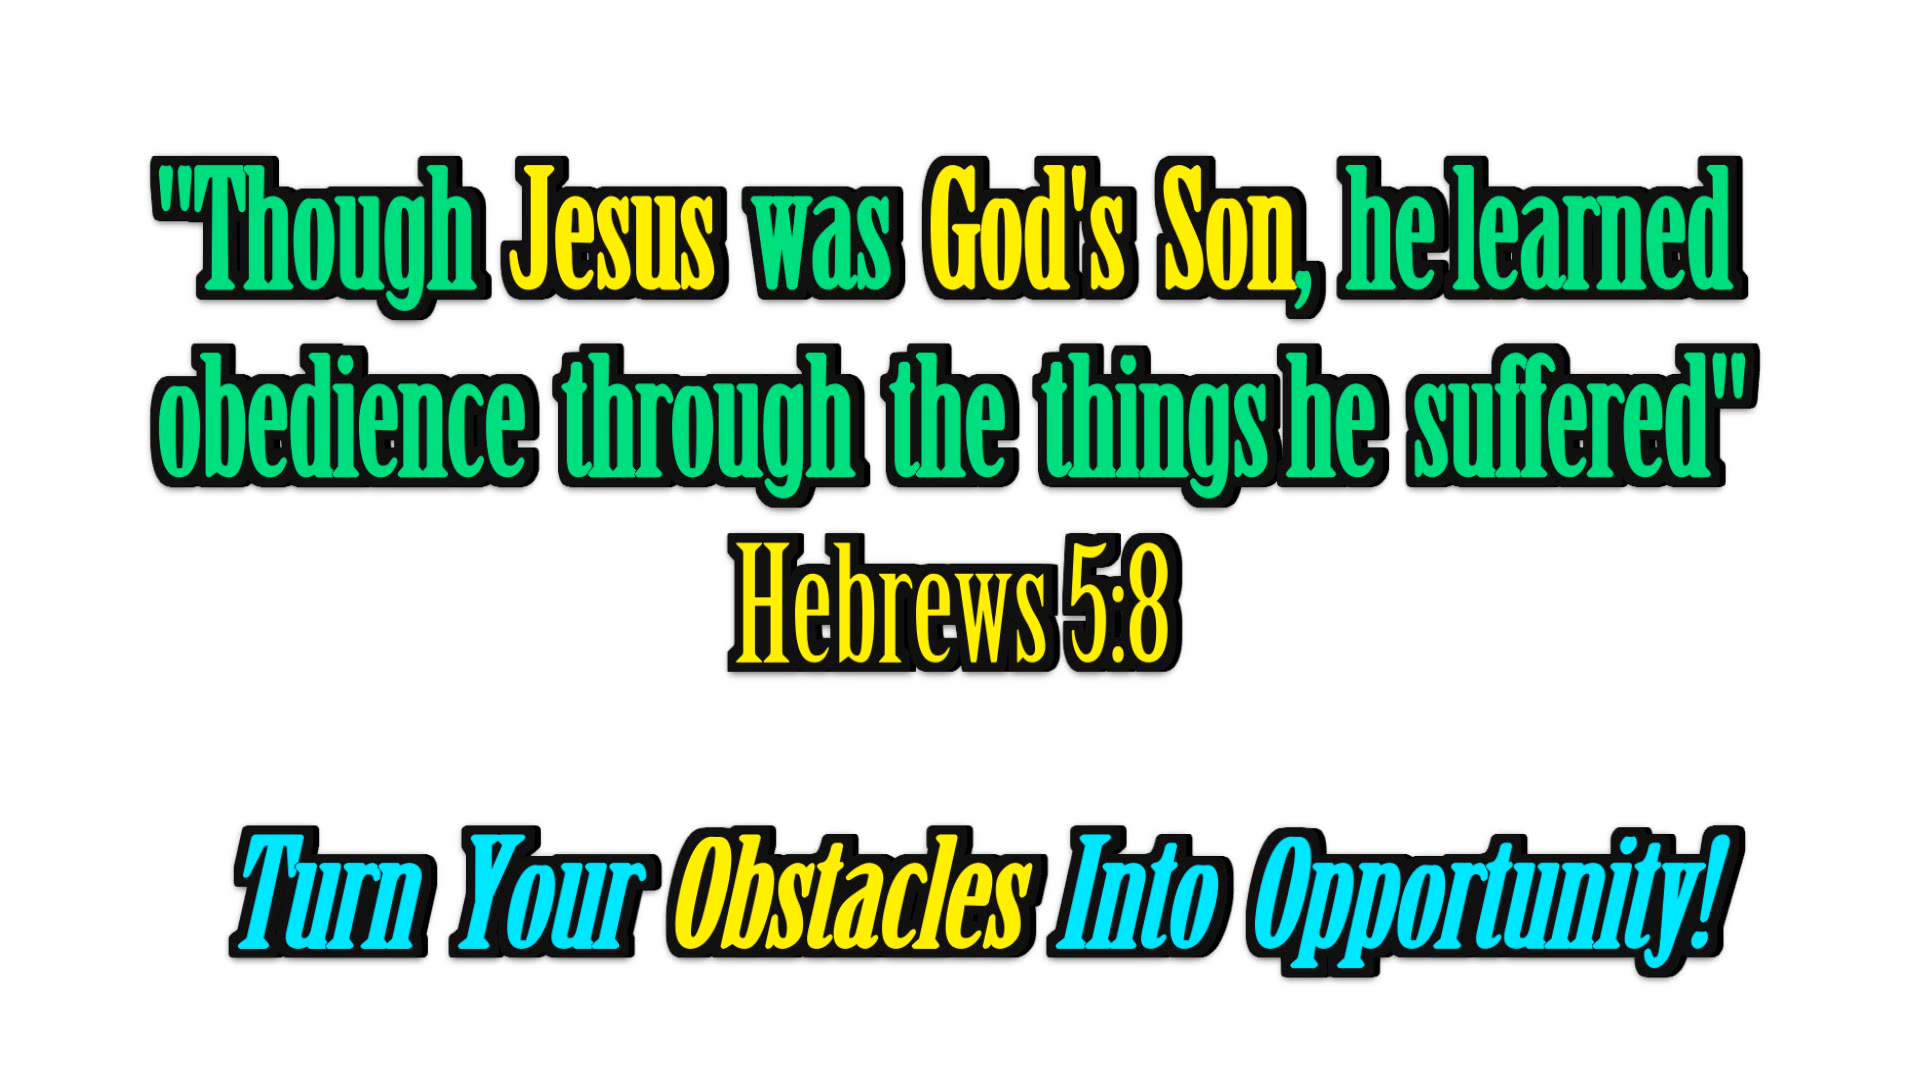 "Though Jesus was God's Son, he learned
obedience through the things he suffered"
Hebrews 5:8
Turn Your Obstacles Into Opportunity!